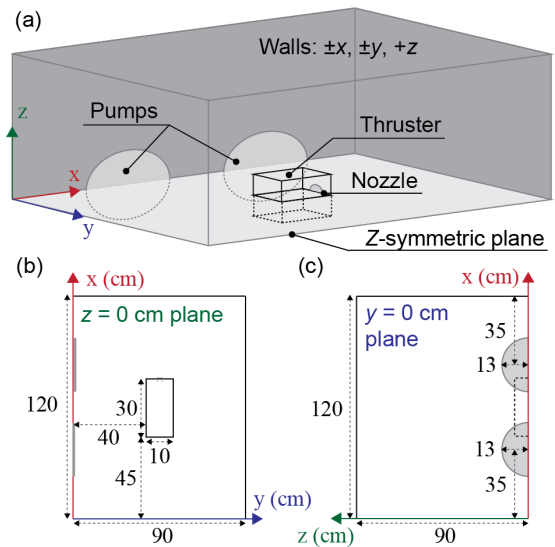 (a)
Walls: ±x, ±y, +z
Pumps
Thruster
Nozzle
z
x
y
Z-symmetric plane
(b)
x (cm)
z = 0 cm plane
120
30
40
10
45
y (cm)
90
(c)
x (cm)
y = 0 cm
plane
35
13
120
13
35
z (cm)
90